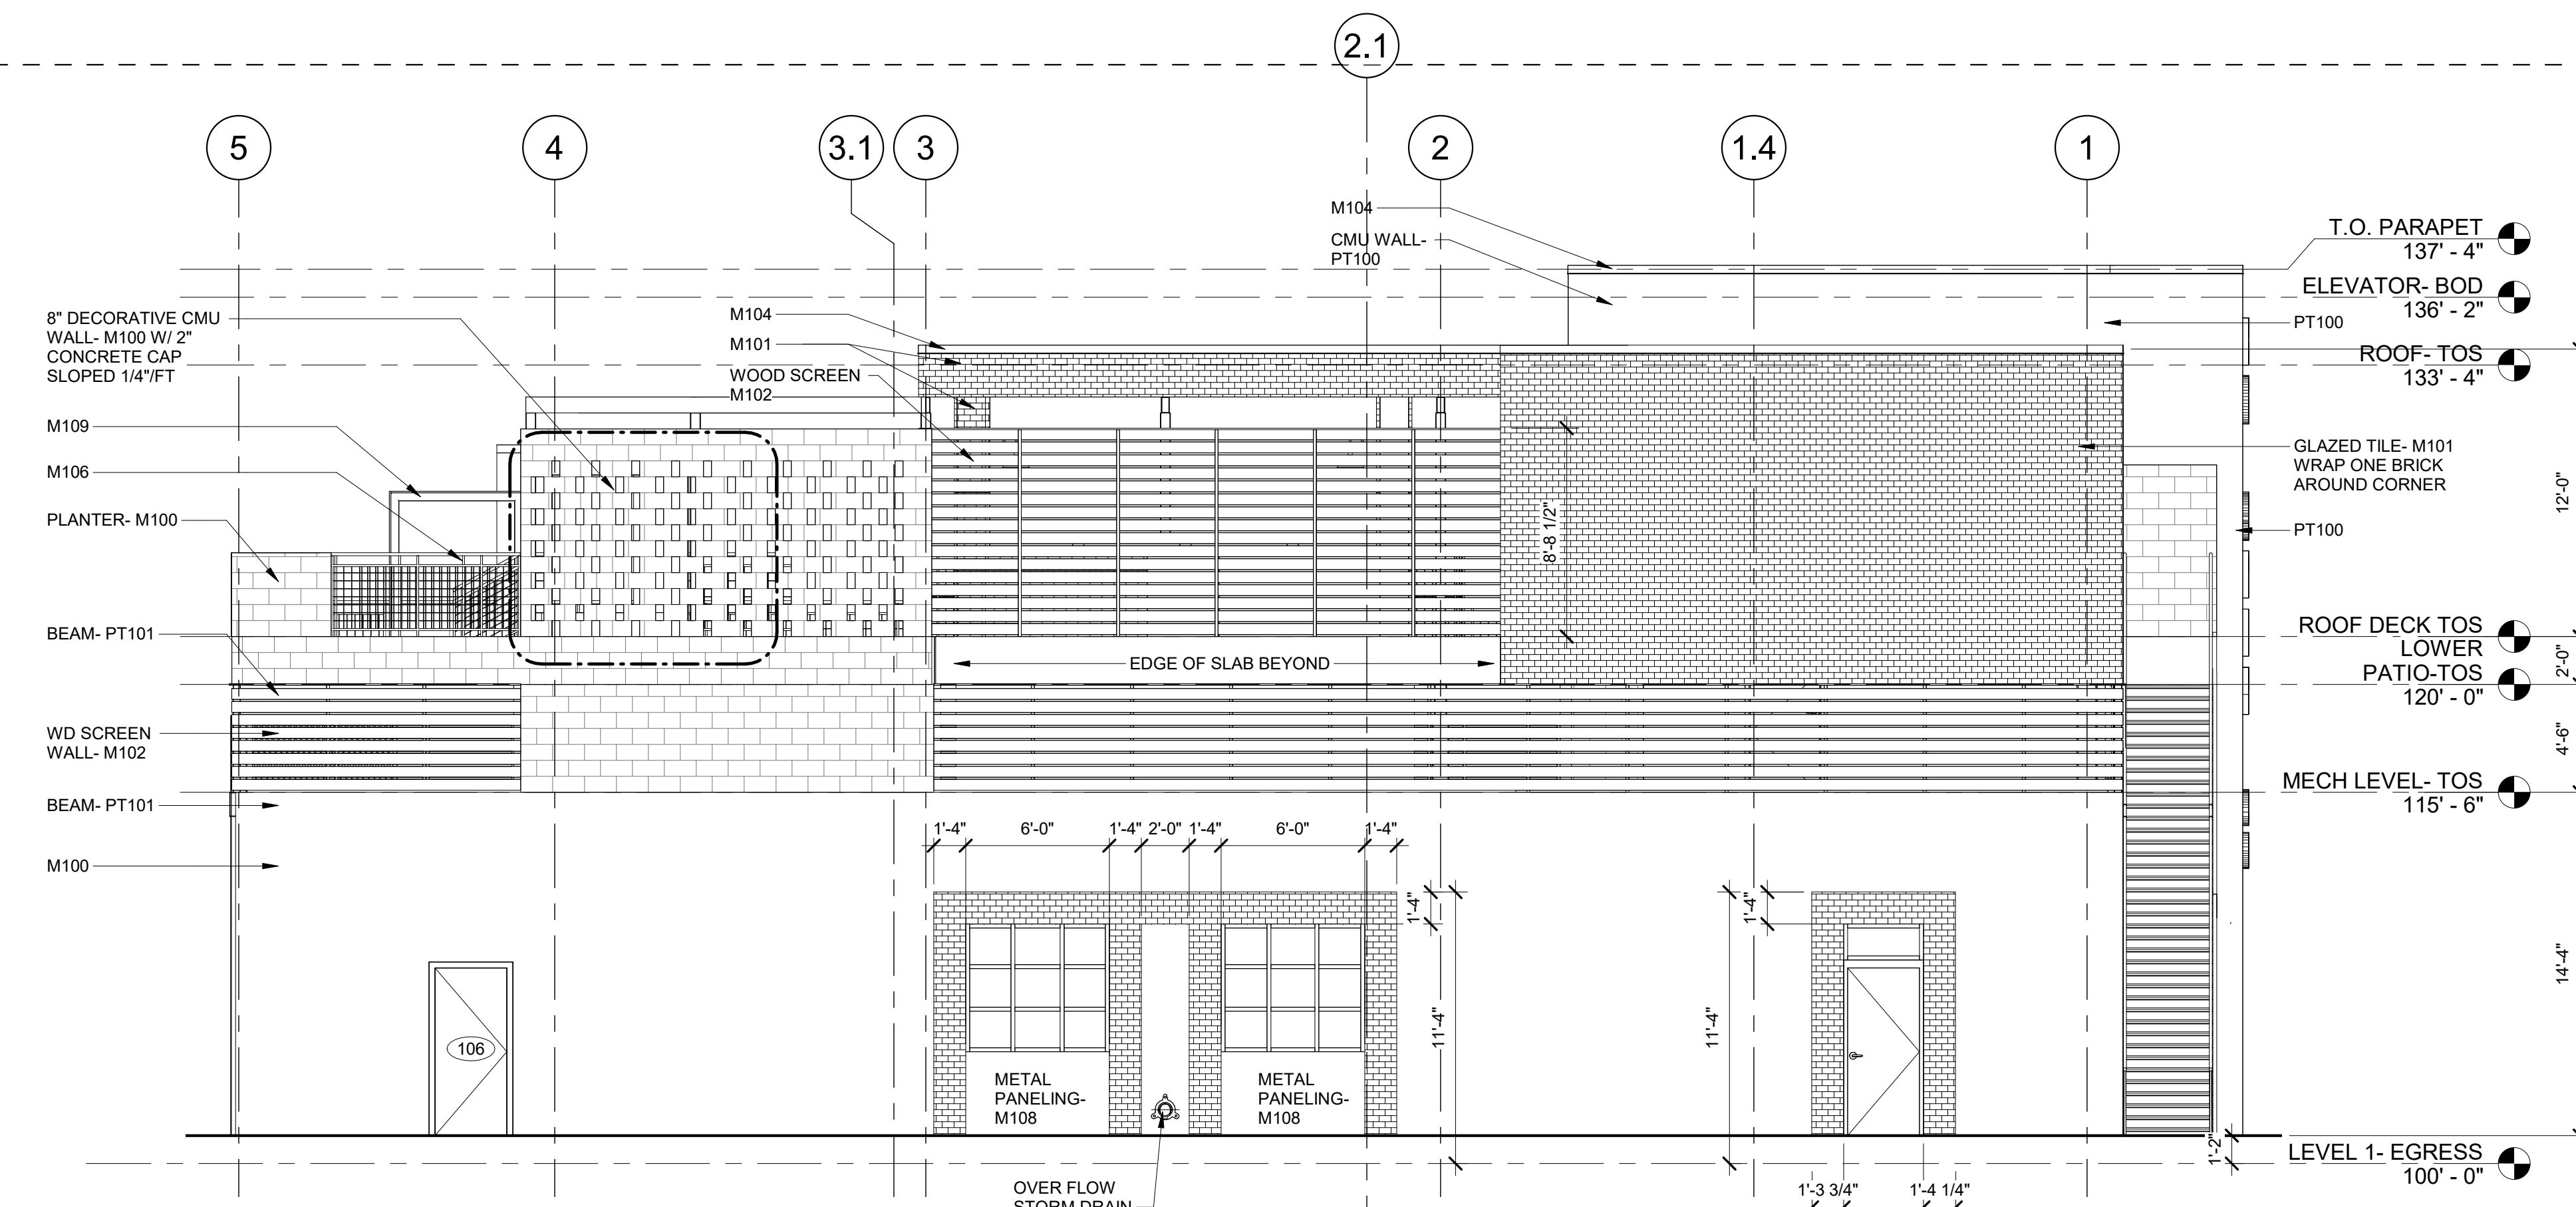 2.1
5
4
3.1
3
2
1.4
1
M104
CMU WALL-
PT100
T.O. PARAPET
137' - 4"
ELEVATOR- BOD
136' - 2"
PT100
ROOF- TOS
133' - 4"
8" DECORATIVE CMU
WALL- M100 W/ 2"
CONCRETE CAP
SLOPED 1/4"/FT
M104
M101
WOOD SCREEN
M102
M109
M106
PLANTER- M100
GLAZED TILE- M101
WRAP ONE BRICK
AROUND CORNER
PT100
12'-0"
8'-8 1/2"
BEAM- PT101
EDGE OF SLAB BEYOND
ROOF DECK TOS
LOWER
2'-0"
PATIO-TOS
120' - 0"
WD SCREEN
WALL- M102
4'-6"
MECH LEVEL- TOS
115' - 6"
BEAM- PT101
M100
1'-4"
6'-0"
1'-4"
2'-0"
1'-4"
6'-0"
1'-4"
1'-4"
1'-4"
11'-4"
11'-4"
14'-4"
106
METAL
PANELING-
M108
METAL
PANELING-
M108
1'-2"
LEVEL 1- EGRESS
100' - 0"
OVER FLOW
STORM DRAIN
1'-3 3/4"
1'-4 1/4"